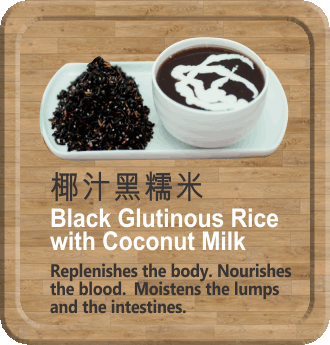 椰汁黑糯米
Black Glutinous Rice
with Coconut Milk
Replenishes the body. Nourishes
the blood.  Moistens the lumps
and the intestines.